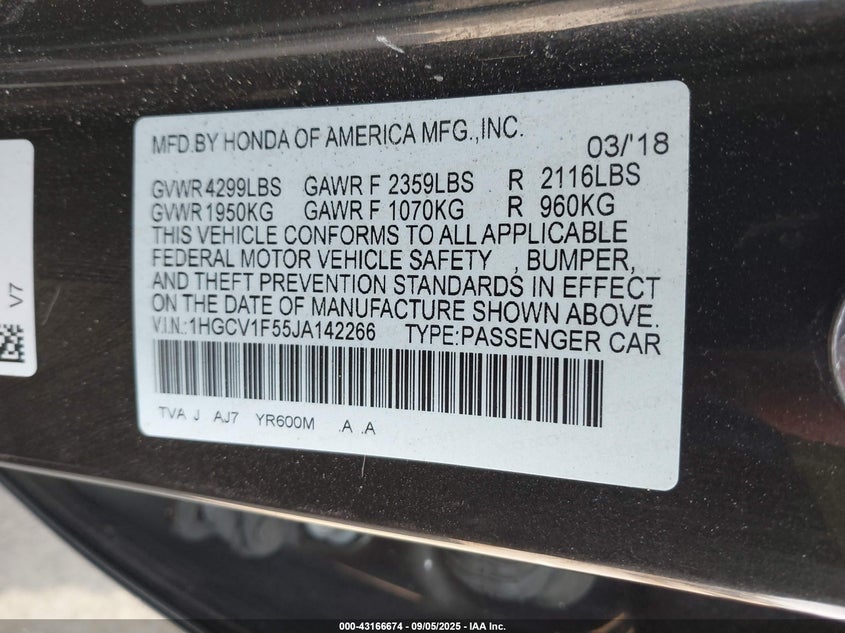 MFD.BY HONDA OF AMERICA MFG.,INC. 03/'18
GVWR 4299LBS GAWR F 2359LBS R 2116LBS
GVWR 1950KG GAWR F 1070KG R 960KG
THIS VEHICLE CONFORMS TO ALL APPLICABLE
FEDERAL MOTOR VEHICLE SAFETY , BUMPER,
AND THEFT PREVENTION STANDARDS IN EFFECT
ON THE DATE OF MANUFACTURE SHOWN ABOVE.
V.I.N.:1HGCV1F55JA142266 TYPE:PASSENGER CAR
TVA J AJ7 YR600M .A .A
V7
000-43166674 | 09/05/2025 | IAA Inc.